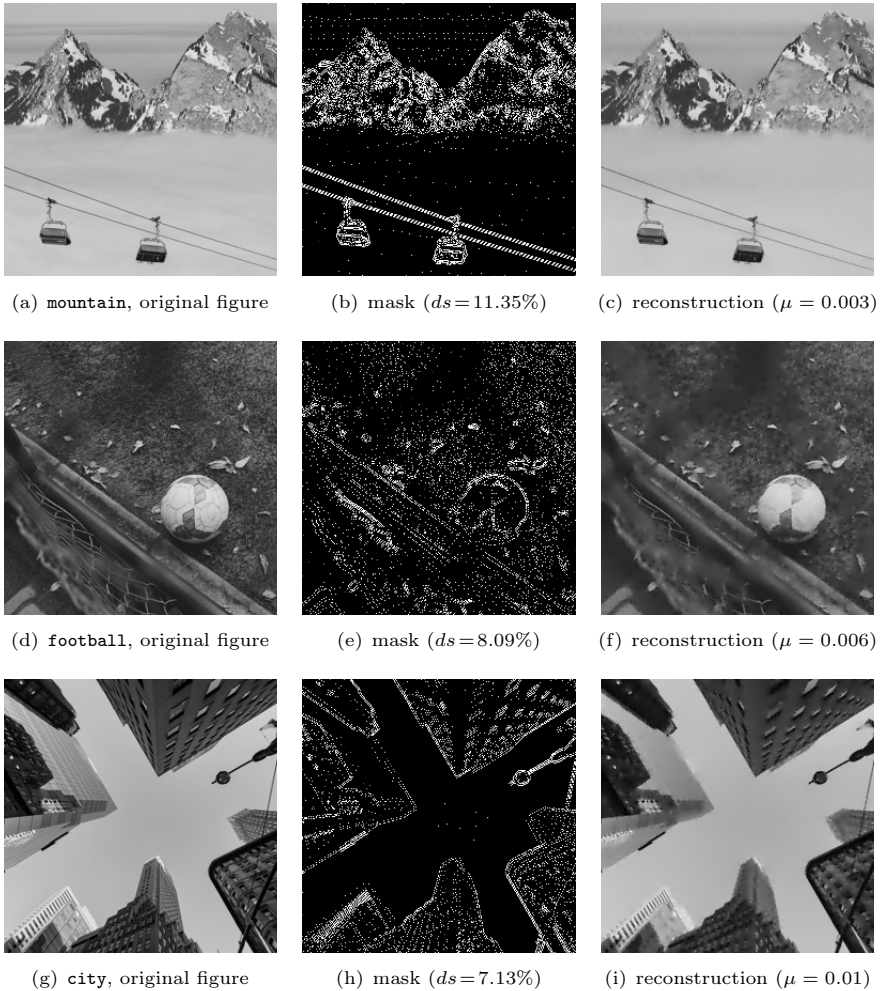 (a) mountain, original figure
(b) mask (ds=11.35%)
(c) reconstruction (μ = 0.003)
(d) football, original figure
(e) mask (ds=8.09%)
(f) reconstruction (μ = 0.006)
(g) city, original figure
(h) mask (ds=7.13%)
(i) reconstruction (μ = 0.01)